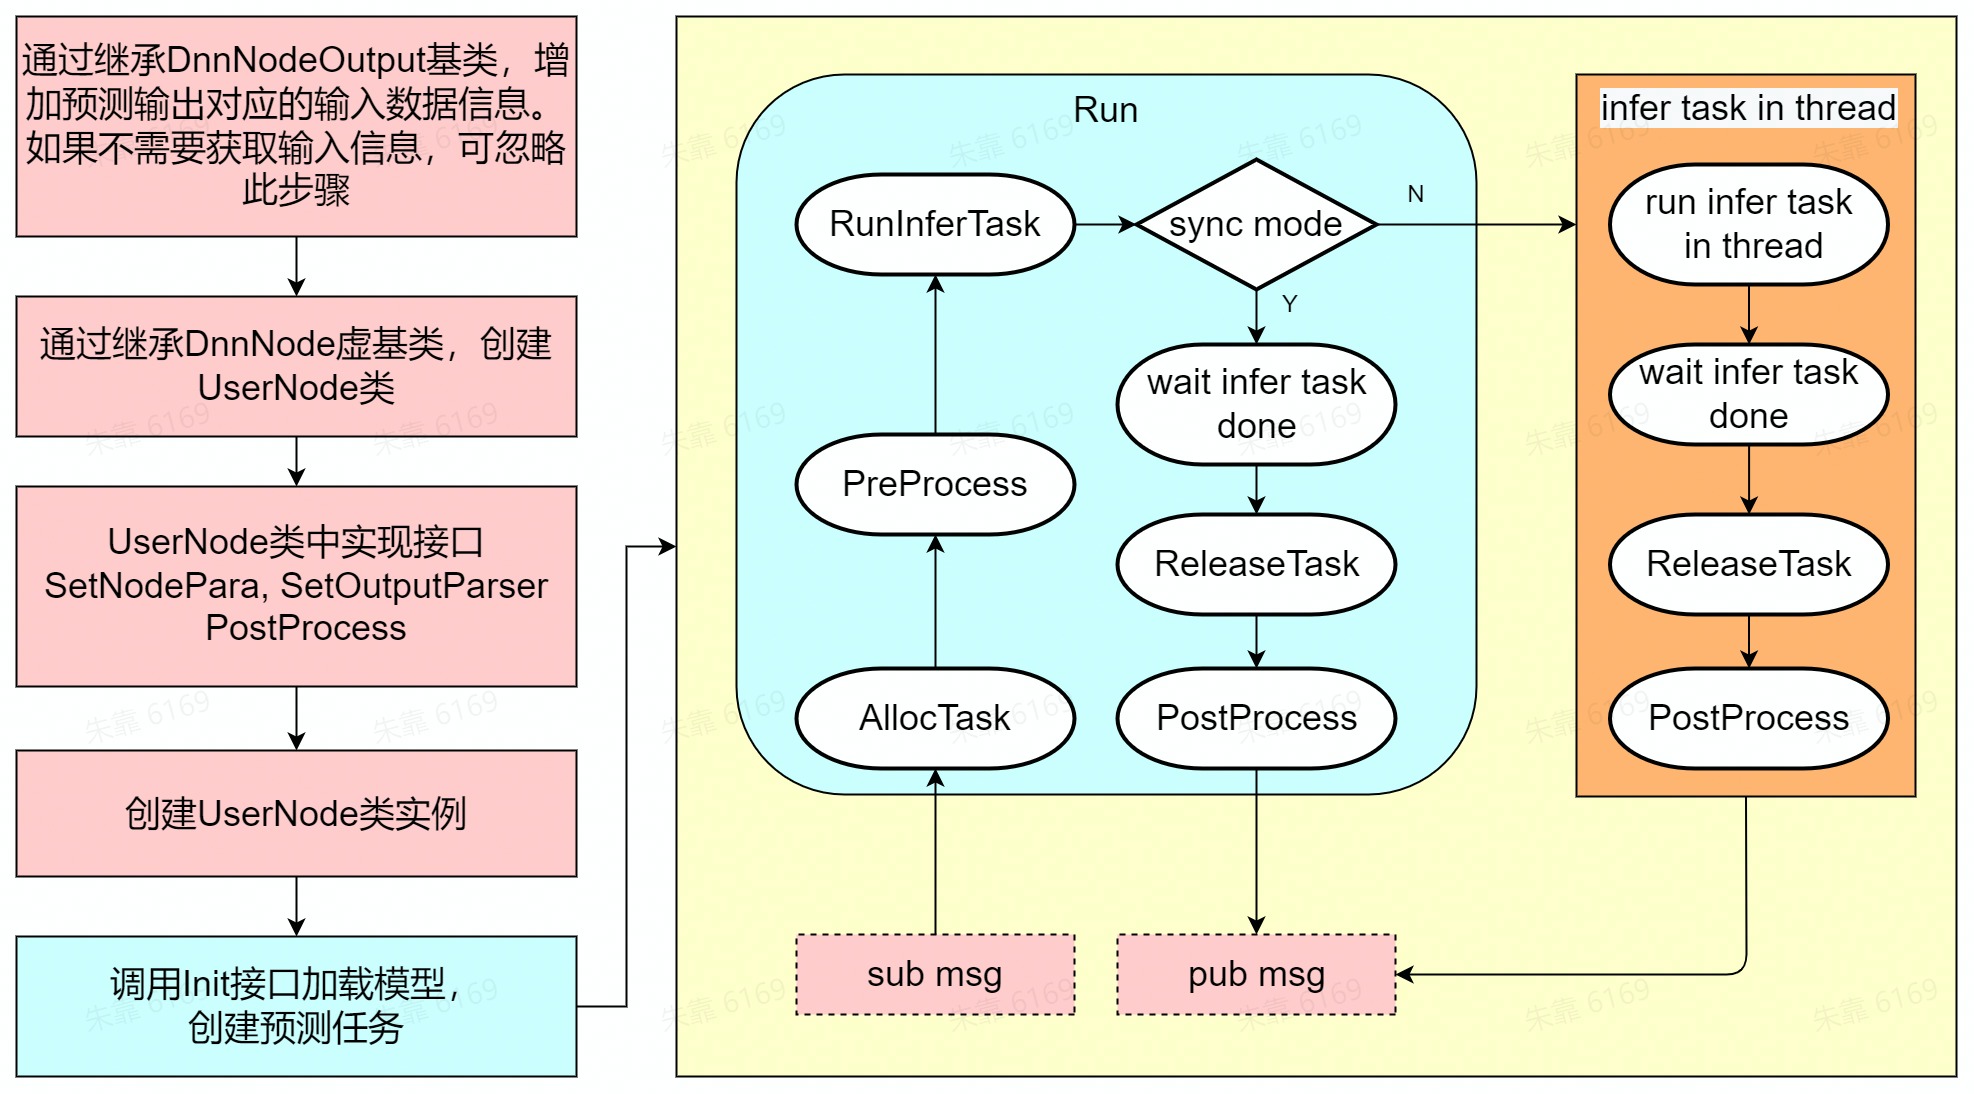 通过继承DnnNodeOutput基类，增
加预测输出对应的输入数据信息。
如果不需要获取输入信息，可忽略
此步骤
通过继承DnnNode虚基类，创建
UserNode类
UserNode类中实现接口
SetNodePara, SetOutputParser
PostProcess
创建UserNode类实例
调用Init接口加载模型，
创建预测任务
Run
RunInferTask
sync mode
N
Y
PreProcess
AllocTask
wait infer task
done
ReleaseTask
PostProcess
sub msg
pub msg
infer task in thread
run infer task
in thread
wait infer task
done
ReleaseTask
PostProcess
朱靠 6169